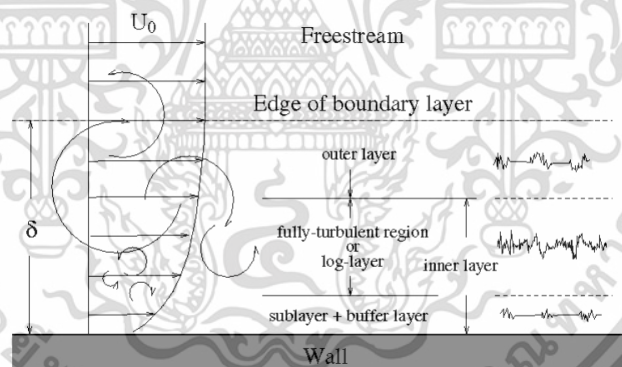 U0
Freestream
Edge of boundary layer
outer layer
δ
fully-turbulent region
or
log-layer
inner layer
sublayer + buffer layer
Wall